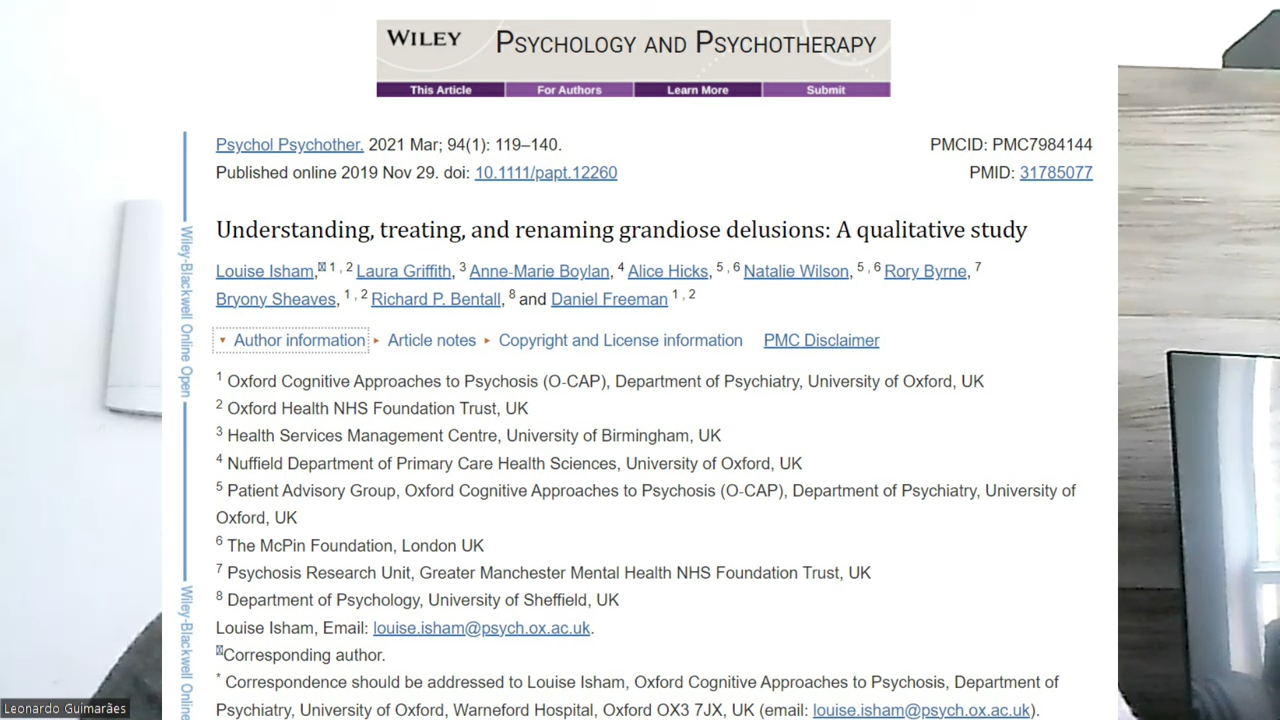 WILEY PSYCHOLOGY AND PSYCHOTHERAPY
This Article For Authors Learn More Submit
Psychol Psychother. 2021 Mar; 94(1): 119–140. PMCID: PMC7984144
Published online 2019 Nov 29. doi: 10.1111/papt.12260 PMID: 31785077
Understanding, treating, and renaming grandiose delusions: A qualitative study
Louise Isham, 1 , 2 Laura Griffith, 3 Anne-Marie Boylan, 4 Alice Hicks, 5 , 6 Natalie Wilson, 5 , 6 Rory Byrne, 7
Bryony Sheaves, 1 , 2 Richard P. Bentall, 8 and Daniel Freeman 1 , 2
Author information Article notes Copyright and License information PMC Disclaimer
1 Oxford Cognitive Approaches to Psychosis (O-CAP), Department of Psychiatry, University of Oxford, UK
2 Oxford Health NHS Foundation Trust, UK
3 Health Services Management Centre, University of Birmingham, UK
4 Nuffield Department of Primary Care Health Sciences, University of Oxford, UK
5 Patient Advisory Group, Oxford Cognitive Approaches to Psychosis (O-CAP), Department of Psychiatry, University of
Oxford, UK
6 The McPin Foundation, London UK
7 Psychosis Research Unit, Greater Manchester Mental Health NHS Foundation Trust, UK
8 Department of Psychology, University of Sheffield, UK
Louise Isham, Email: louise.isham@psych.ox.ac.uk.
Corresponding author.
* Correspondence should be addressed to Louise Isham, Oxford Cognitive Approaches to Psychosis, Department of
Psychiatry, University of Oxford, Warneford Hospital, Oxford OX3 7JX, UK (email: louise.isham@psych.ox.ac.uk).
Wiley-Blackwell Online Open
Wiley-Blackwell Online
Leonardo Guimarães